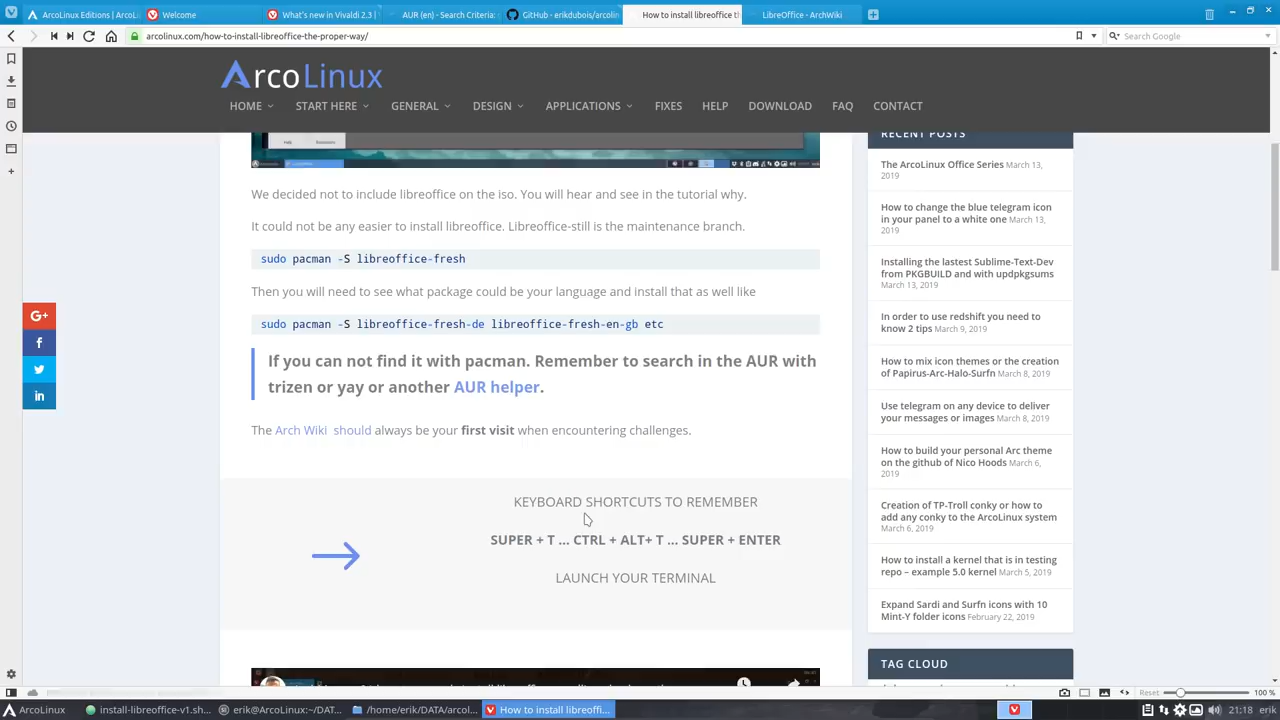 ArcoLinux Editions | ArcoL
Welcome
What's new in Vivaldi 2.3 |
AUR (en) - Search Criteria:
GitHub - erikdubois/arcolin
How to install libreoffice th
LibreOffice - ArchWiki
arcolinux.com/how-to-install-libreoffice-the-proper-way/
Search Google
ArcoLinux
HOME
START HERE
GENERAL
DESIGN
APPLICATIONS
FIXES
HELP
DOWNLOAD
FAQ
CONTACT
We decided not to include libreoffice on the iso. You will hear and see in the tutorial why.
It could not be any easier to install libreoffice. Libreoffice-still is the maintenance branch.
sudo pacman -S libreoffice-fresh
Then you will need to see what package could be your language and install that as well like
sudo pacman -S libreoffice-fresh-de libreoffice-fresh-en-gb etc
If you can not find it with pacman. Remember to search in the AUR with
trizen or yay or another AUR helper.
The Arch Wiki should always be your first visit when encountering challenges.
KEYBOARD SHORTCUTS TO REMEMBER
SUPER + T ... CTRL + ALT+ T ... SUPER + ENTER
LAUNCH YOUR TERMINAL
RECENT POSTS
The ArcoLinux Office Series March 13,
2019
How to change the blue telegram icon
in your panel to a white one March 13,
2019
Installing the lastest Sublime-Text-Dev
from PKGBUILD and with updpkgsums
March 13, 2019
In order to use redshift you need to
know 2 tips March 9, 2019
How to mix icon themes or the creation
of Papirus-Arc-Halo-Surfn March 8, 2019
Use telegram on any device to deliver
your messages or images March 8, 2019
How to build your personal Arc theme
on the github of Nico Hoods March 6,
2019
Creation of TP-Troll conky or how to
add any conky to the ArcoLinux system
March 6, 2019
How to install a kernel that is in testing
repo – example 5.0 kernel March 5, 2019
Expand Sardi and Surfn icons with 10
Mint-Y folder icons February 22, 2019
TAG CLOUD
G+
f
in
Reset
100 %
ArcoLinux
install-libreoffice-v1.sh...
erik@ArcoLinux:~/DAT...
/home/erik/DATA/arcol...
How to install libreoffi...
21:18
erik